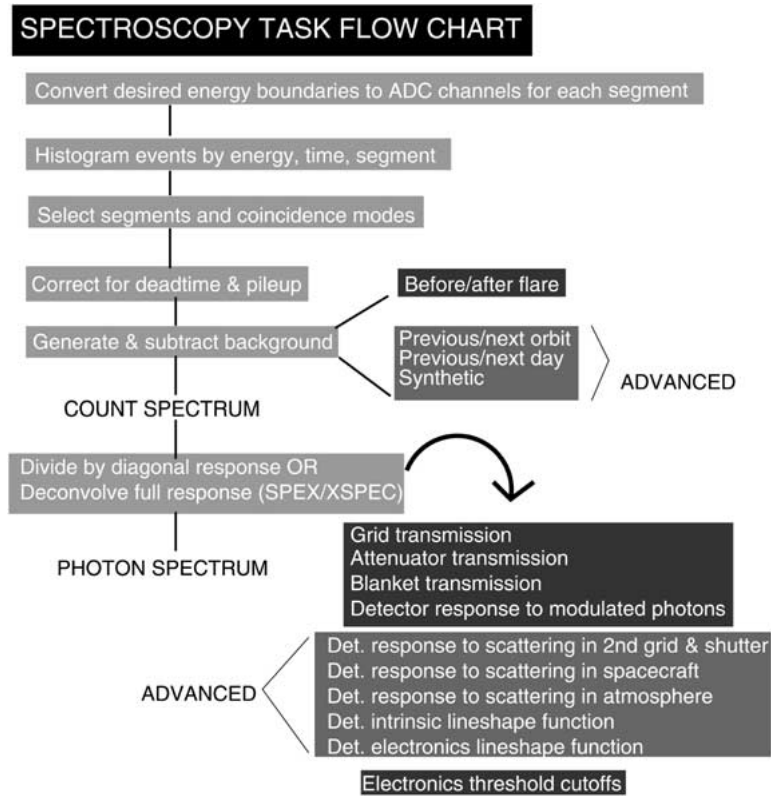 SPECTROSCOPY TASK FLOW CHART
Convert desired energy boundaries to ADC channels for each segment
Histogram events by energy, time, segment
Select segments and coincidence modes
Correct for deadtime & pileup
Before/after flare
Generate & subtract background
Previous/next orbit
Previous/next day
Synthetic
ADVANCED
COUNT SPECTRUM
Divide by diagonal response OR
Deconvolve full response (SPEX/XSPEC)
PHOTON SPECTRUM
Grid transmission
Attenuator transmission
Blanket transmission
Detector response to modulated photons
ADVANCED
Det. response to scattering in 2nd grid & shutter
Det. response to scattering in spacecraft
Det. response to scattering in atmosphere
Det. intrinsic lineshape function
Det. electronics lineshape function
Electronics threshold cutoffs